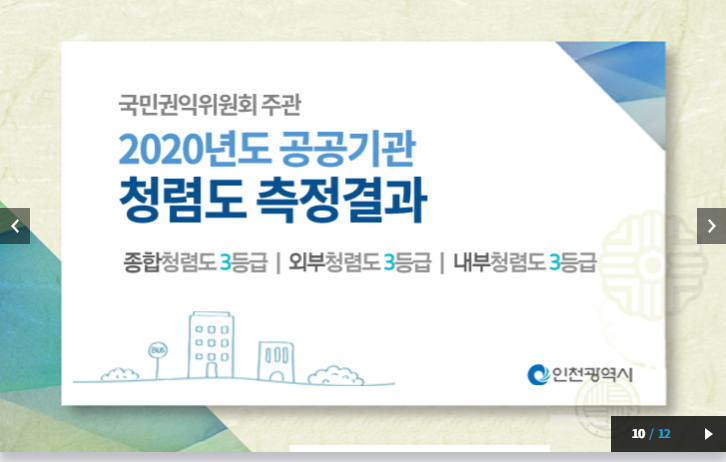 국민권익위원회 주관
2020년도 공공기관
청렴도 측정결과
종합청렴도 3등급 | 외부청렴도 3등급 | 내부청렴도 3등급
BUS
인천광역시
10 / 12